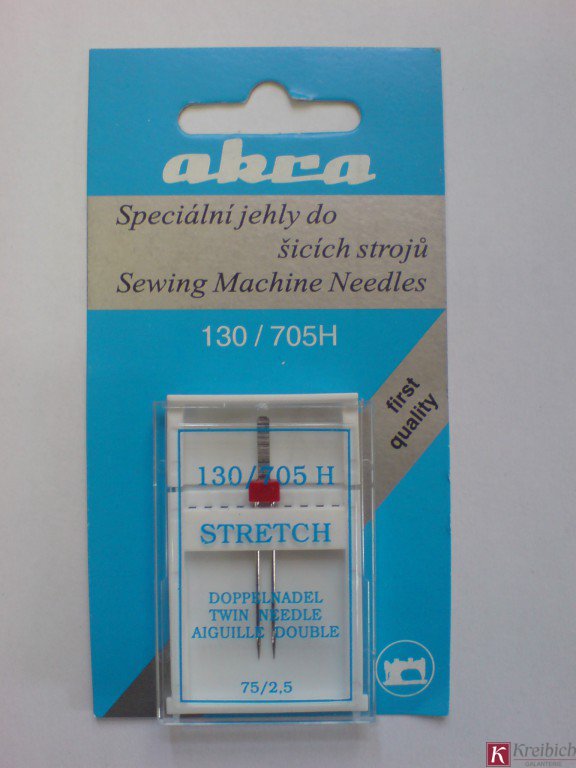 akra
Speciální jehly do
šicích strojů
Sewing Machine Needles
130 / 705H
first
quality
130/705 H
STRETCH
DOPPELNADEL
TWIN NEEDLE
AIGUILLE DOUBLE
75/2,5
K Kreibich
GALANTERIE